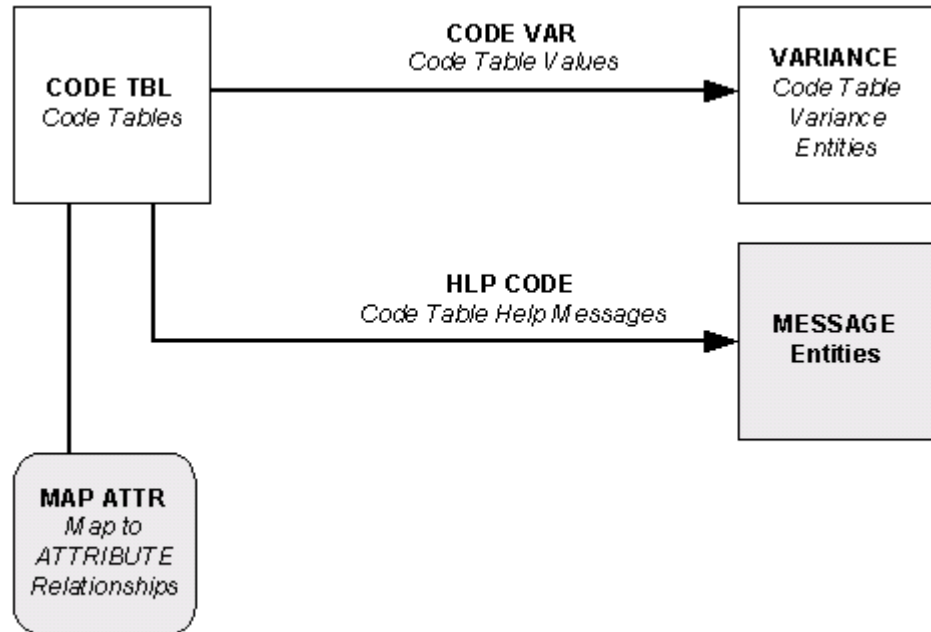 CODE TBL
Code Tables
CODE VAR
Code Table Values
VARIANCE
Code Table
Variance
Entities
HLP CODE
Code Table Help Messages
MESSAGE
Entities
MAP ATTR
Map to
ATTRIBUTE
Relationships